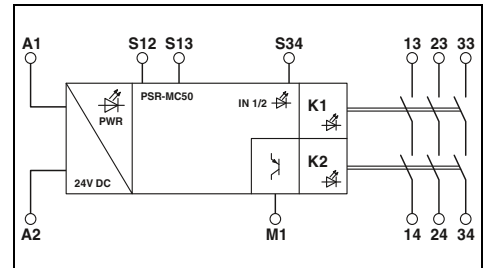 A1 S12 S13 S34 13 23 33
PSR-MC50
IN 1/2
K1
PWR
K2
24V DC
A2 M1 14 24 34